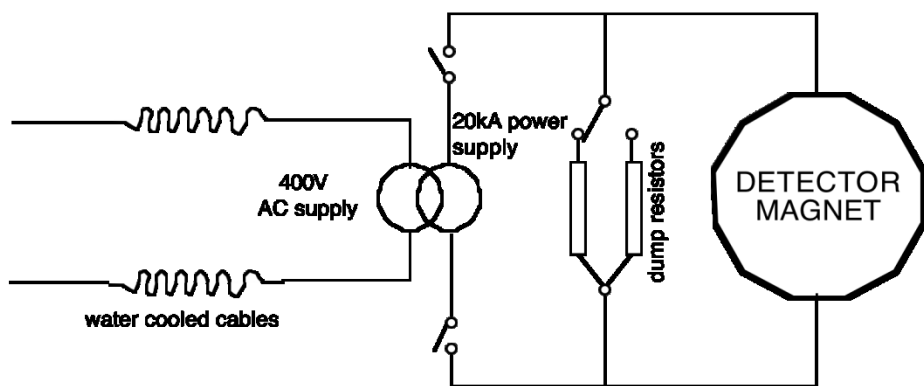 20kA power
supply
400V
AC supply
dump resistors
DETECTOR
MAGNET
water cooled cables